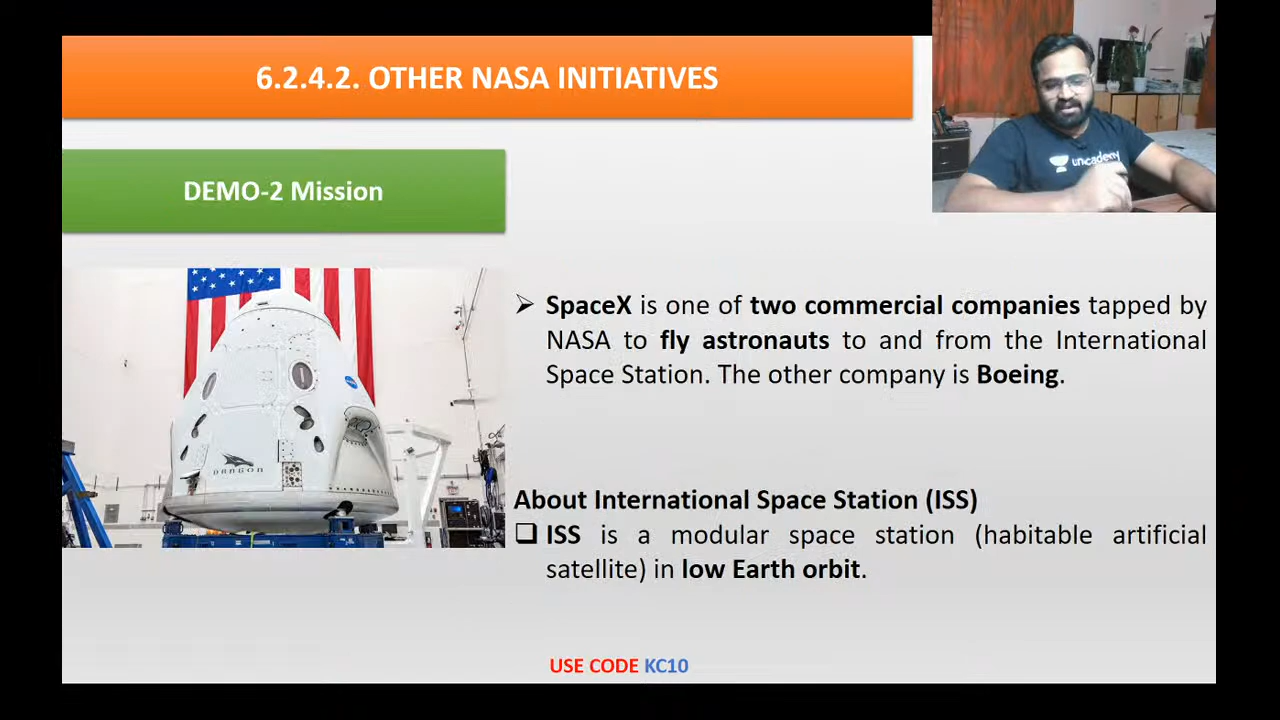 6.2.4.2. OTHER NASA INITIATIVES
unacademy
DEMO-2 Mission
DRAGON
SpaceX is one of two commercial companies tapped by
NASA to fly astronauts to and from the International
Space Station. The other company is Boeing.
About International Space Station (ISS)
ISS is a modular space station (habitable artificial
satellite) in low Earth orbit.
USE CODE KC10